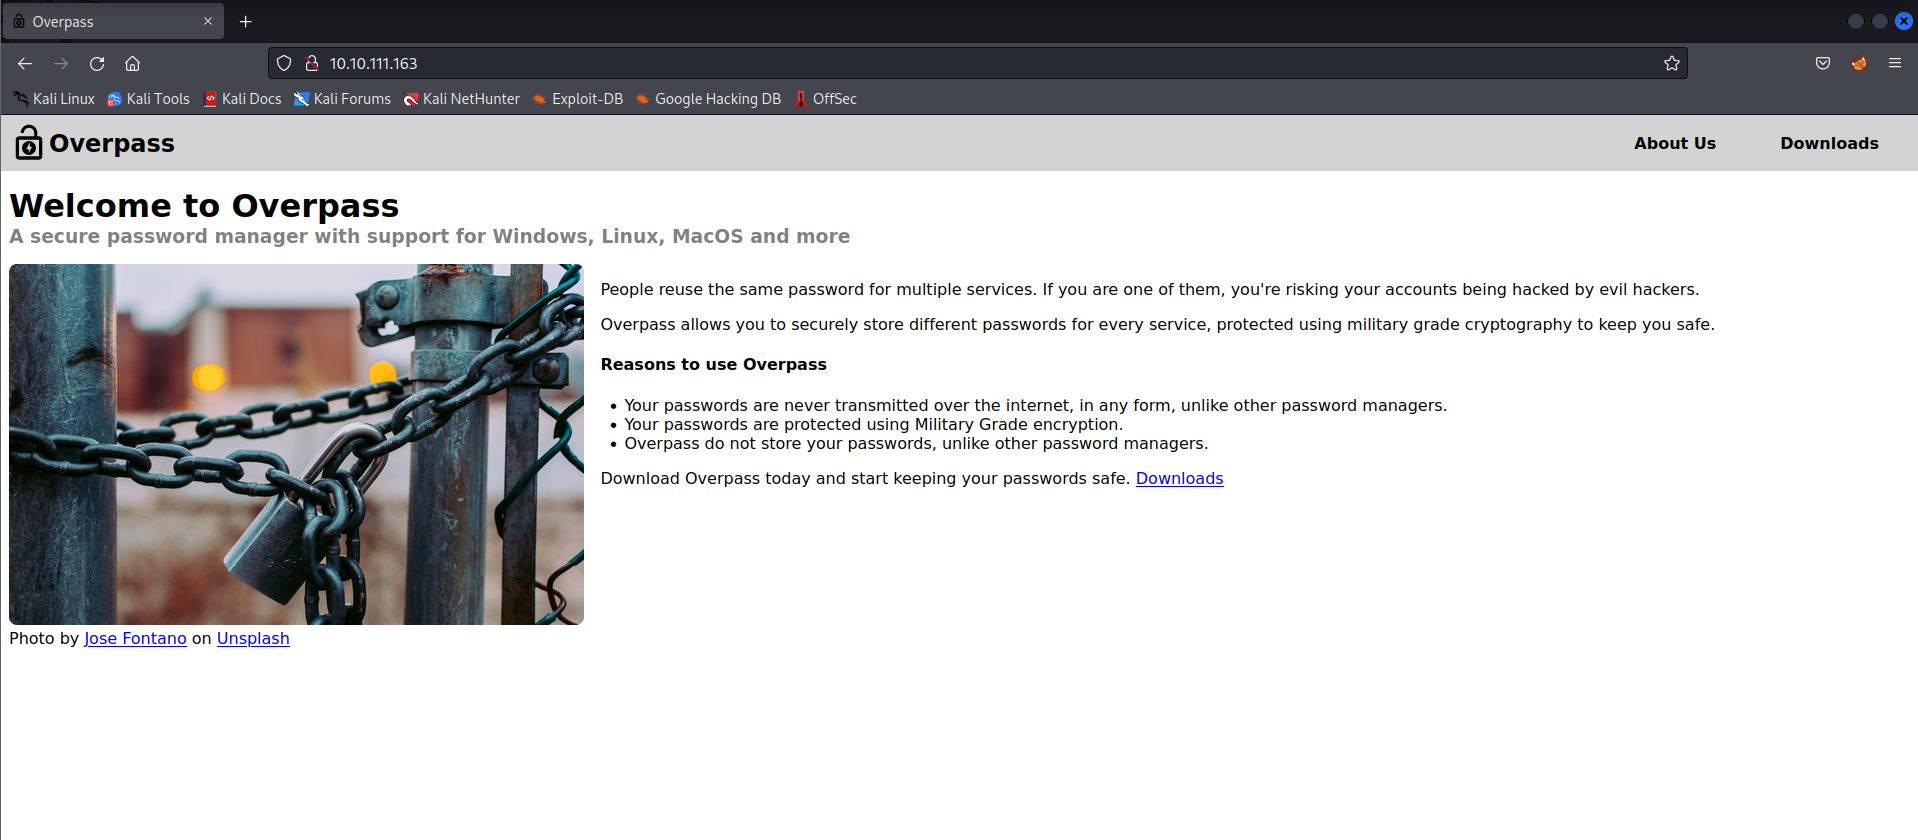 Overpass
10.10.111.163
Kali Linux Kali Tools Kali Docs Kali Forums Kali NetHunter Exploit-DB Google Hacking DB OffSec
Overpass About Us Downloads
Welcome to Overpass
A secure password manager with support for Windows, Linux, MacOS and more
People reuse the same password for multiple services. If you are one of them, you're risking your accounts being hacked by evil hackers.
Overpass allows you to securely store different passwords for every service, protected using military grade cryptography to keep you safe.
Reasons to use Overpass
Your passwords are never transmitted over the internet, in any form, unlike other password managers.
Your passwords are protected using Military Grade encryption.
Overpass do not store your passwords, unlike other password managers.
Download Overpass today and start keeping your passwords safe. Downloads
Photo by Jose Fontano on Unsplash